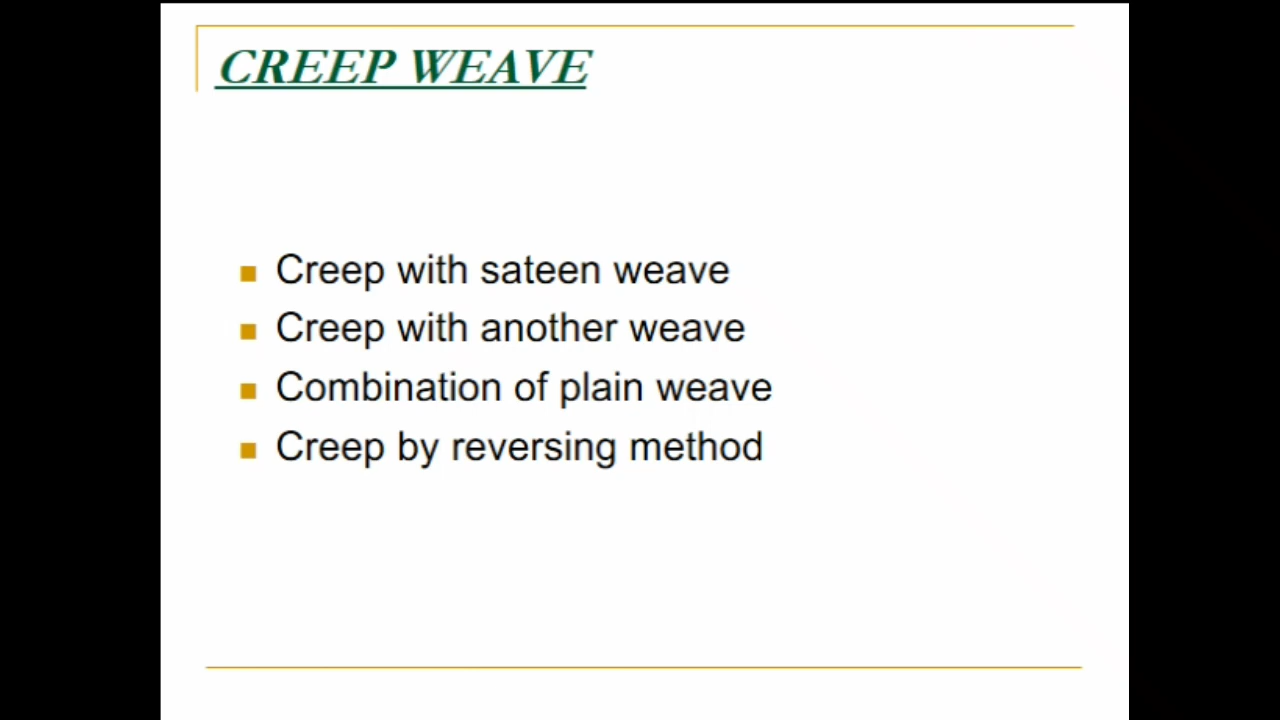 CREEP WEAVE
Creep with sateen weave
Creep with another weave
Combination of plain weave
Creep by reversing method